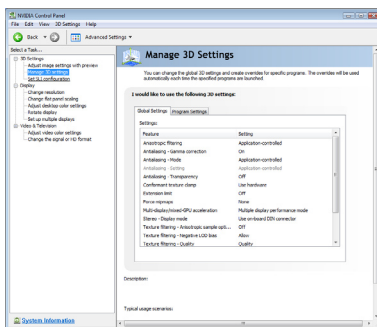 NVIDIA Control Panel
File Edit View 3D Settings Help
Back Advanced Settings
Select a Task...
3D Settings
Adjust image settings with preview
Manage 3D settings
Set SLI configuration
Display
Change resolution
Change flat panel scaling
Adjust desktop color settings
Rotate display
Set up multiple displays
Video & Television
Adjust video color settings
Change the signal or HD format
System Information
Manage 3D Settings
You can change the global 3D settings and create overrides for specific programs. The overrides will be used
automatically each time the specified programs are launched.
I would like to use the following 3D settings:
Global Settings Program Settings
Settings:
Feature Setting
Anisotropic filtering Application-controlled
Antialiasing - Gamma correction On
Antialiasing - Mode Application-controlled
Antialiasing - Setting Application-controlled
Antialiasing - Transparency Off
Conformant texture clamp Use hardware
Extension limit Off
Force mipmaps None
Multi-display/mixed-GPU acceleration Multiple display performance mode
Stereo - Display mode Use on-board DIN connector
Texture filtering - Anisotropic sample opti... Off
Texture filtering - Negative LOD bias Allow
Texture filtering - Quality Quality
Description:
Typical usage scenarios: